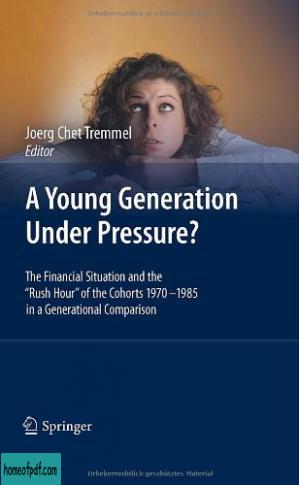 Urheberrechtlich geschütztes Material
Joerg Chet Tremmel
Editor
A Young Generation
Under Pressure?
The Financial Situation and the
“Rush Hour” of the Cohorts 1970–1985
in a Generational Comparison
Springer
homeofpdf.com
Urheberrechtlich geschütztes Material